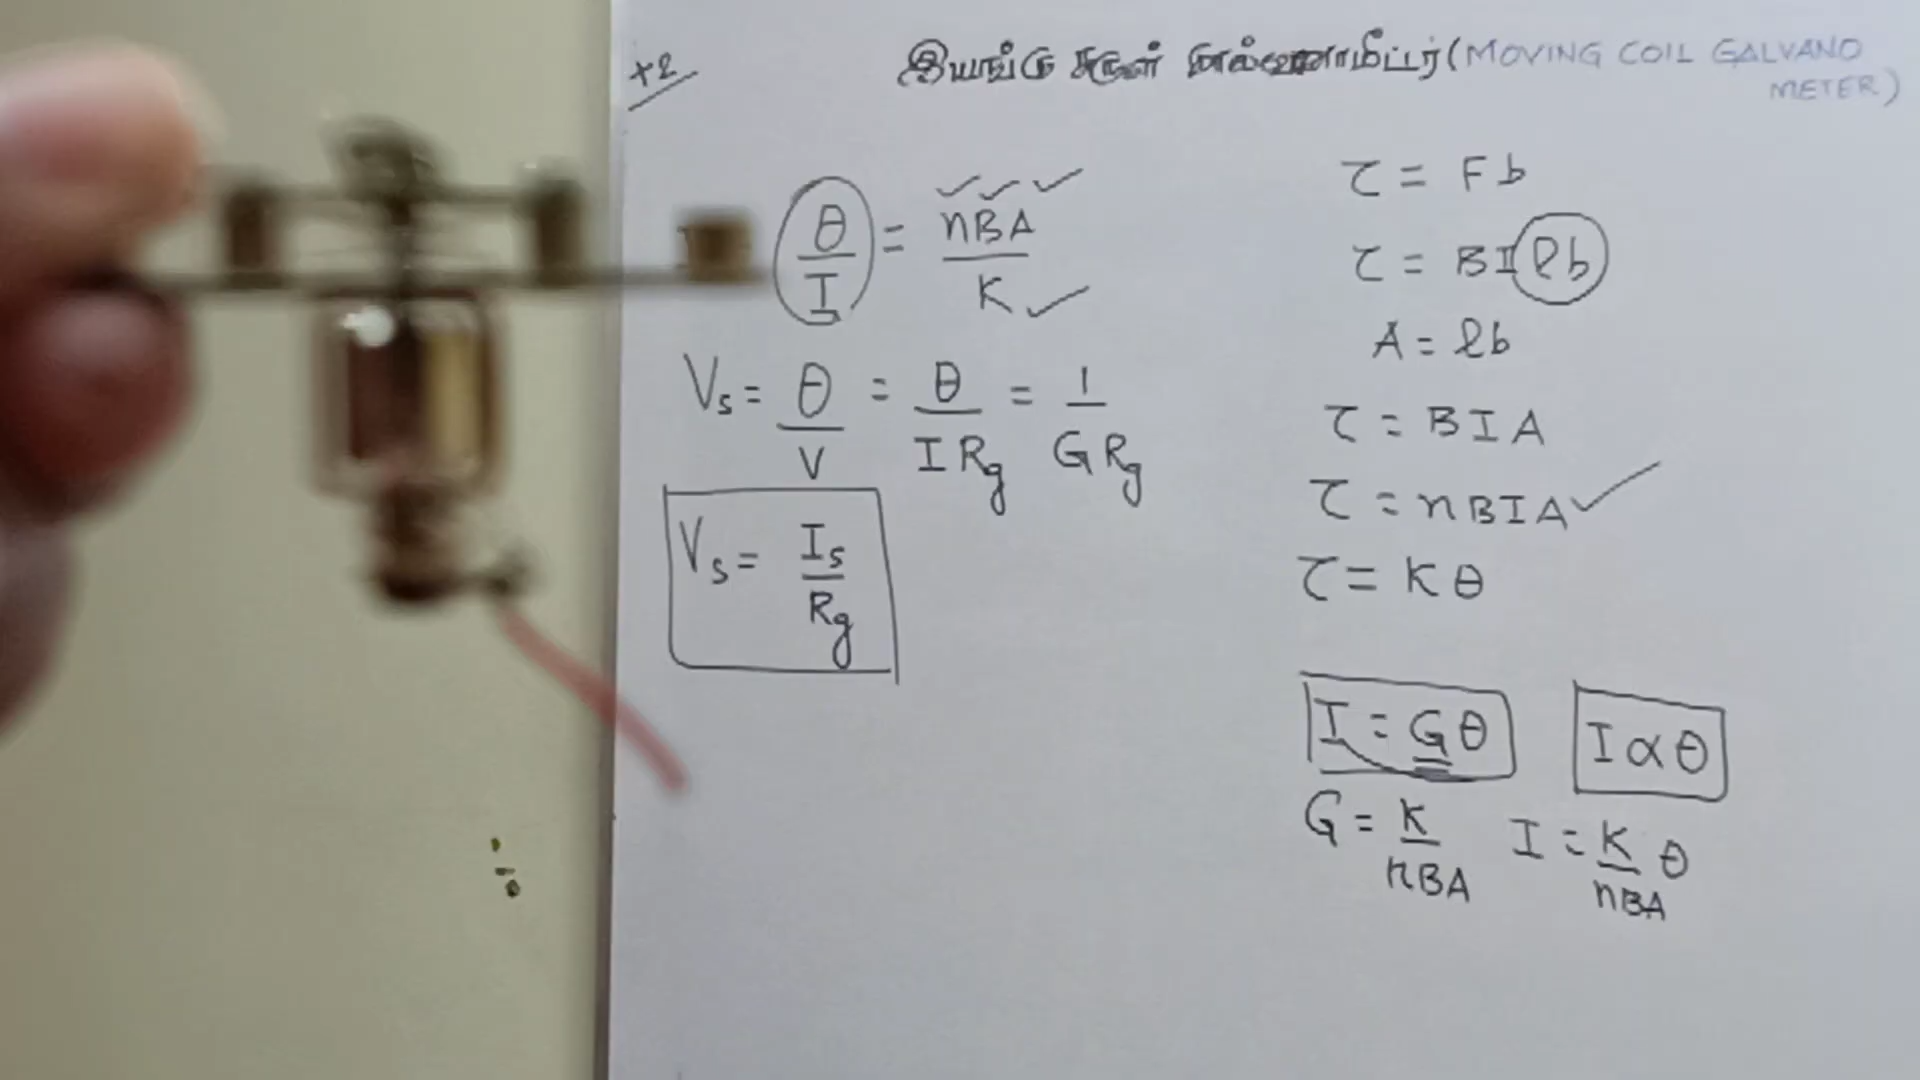 +2
இயங்கு சுருள் கால்வனாமீட்டர் (MOVING COIL GALVANO
METER)
θ/I = nBA/K
Vs = θ/V = θ/IRg = 1/GRg
Vs = Is/Rg
τ = Fb
τ = BIℓb
A = ℓb
τ = BIA
τ = nBIA
τ = Kθ
I = Gθ
I α θ
G = K/nBA
I = K/nBA θ